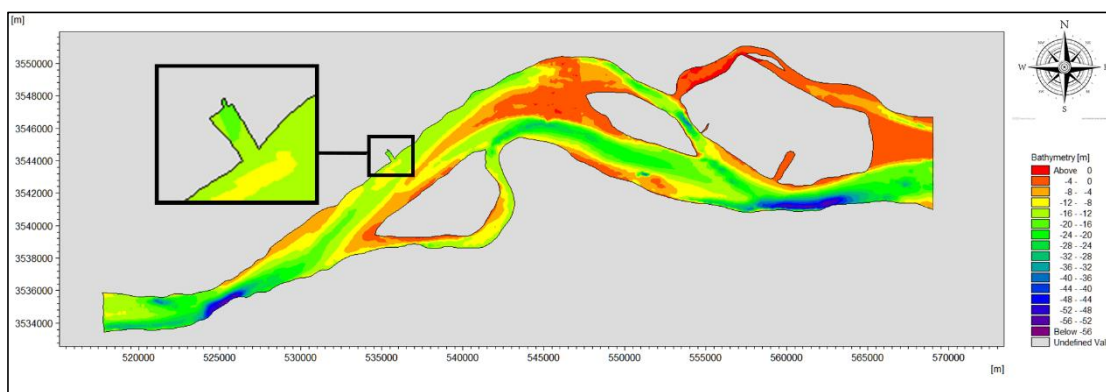 [m]
3550000
3548000
3546000
3544000
3542000
3540000
3538000
3536000
3534000
520000 525000 530000 535000 540000 545000 550000 555000 560000 565000 570000
[m]
N
W E
S
Bathymetry [m]
Above 0
-4 - 0
-8 - -4
-12 - -8
-16 - -12
-20 - -16
-24 - -20
-28 - -24
-32 - -28
-36 - -32
-40 - -36
-44 - -40
-48 - -44
-52 - -48
-56 - -52
Below -56
Undefined Val